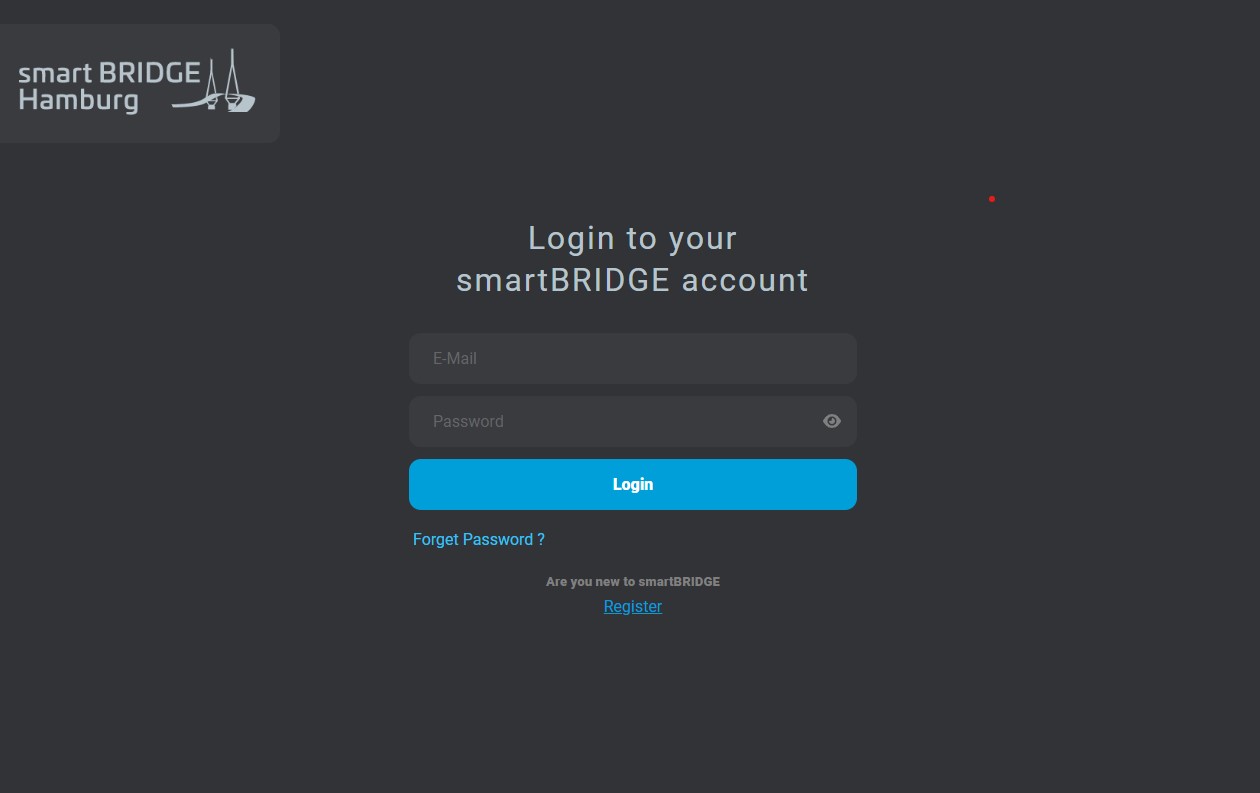 smart BRIDGE
Hamburg
Login to your
smartBRIDGE account
E-Mail
Password
Login
Forget Password ?
Are you new to smartBRIDGE
Register